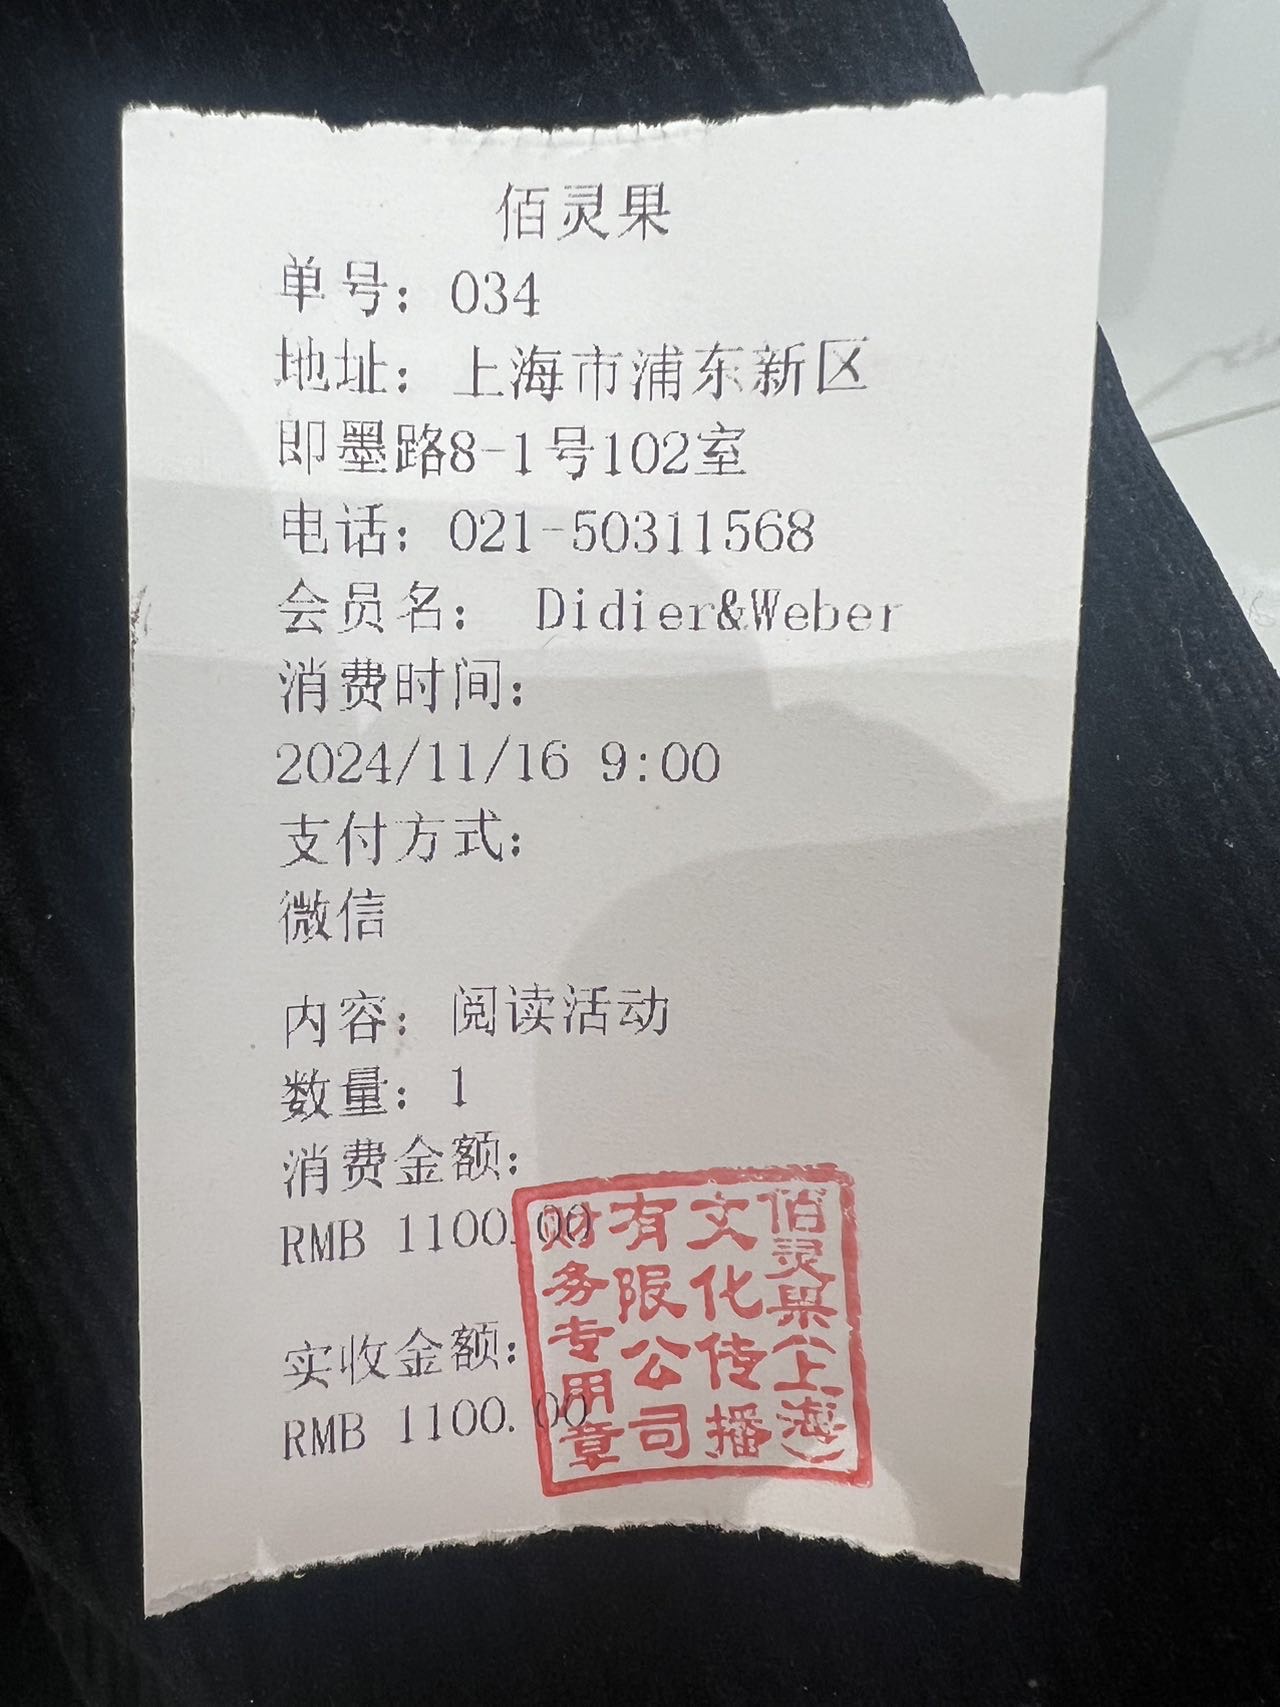 佰灵果
单号：034
地址：上海市浦东新区
即墨路8-1号102室
电话：021-50311568
会员名： Didier&Weber
消费时间：
2024/11/16 9:00
支付方式：
微信
内容：阅读活动
数量：1
消费金额：
RMB 1100.00
实收金额：
RMB 1100.00
佰灵果（上海）
文化传播
有限公司
财务专用章